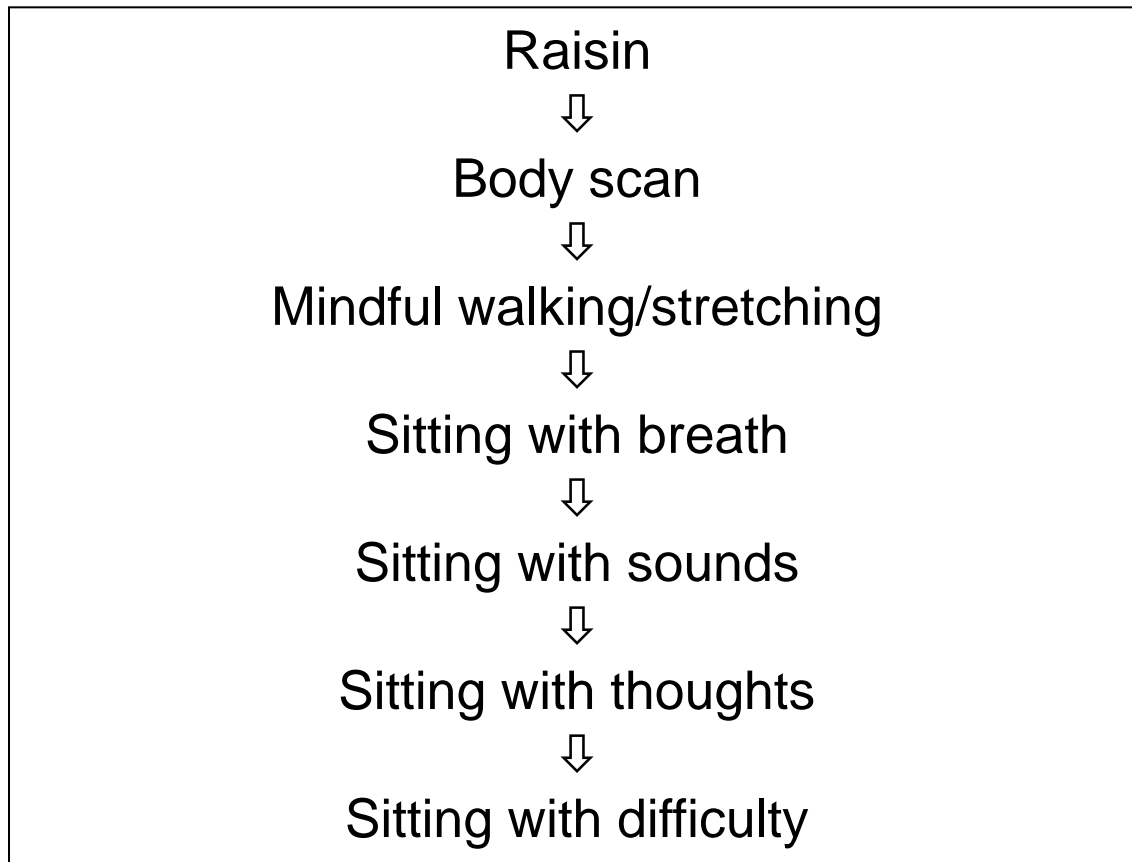 Raisin
⇩
Body scan
⇩
Mindful walking/stretching
⇩
Sitting with breath
⇩
Sitting with sounds
⇩
Sitting with thoughts
⇩
Sitting with difficulty